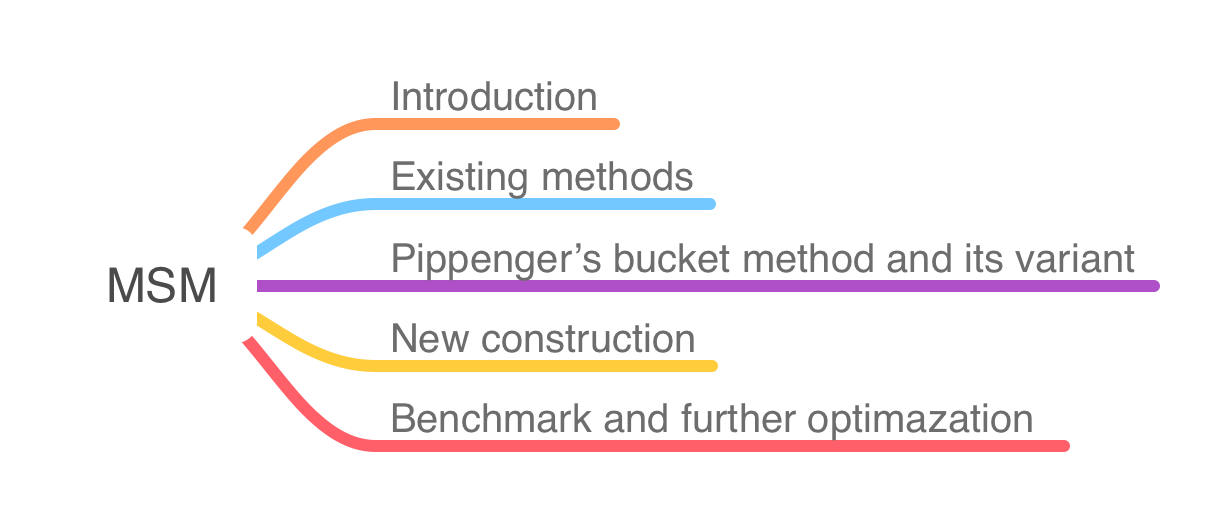 Introduction
Existing methods
Pippenger’s bucket method and its variant
MSM
New construction
Benchmark and further optimazation